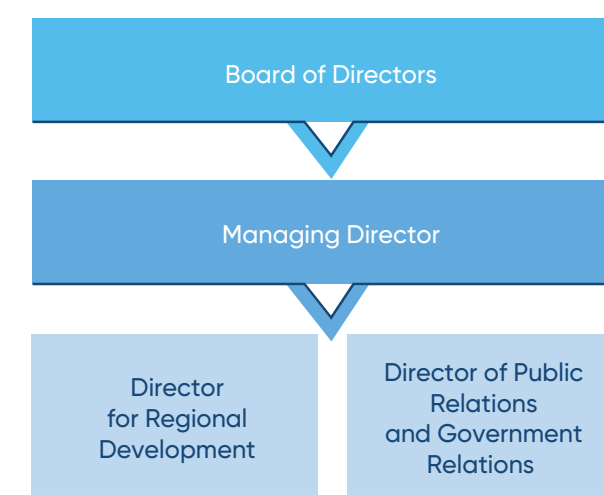 Board of Directors
Managing Director
Director
for Regional
Development
Director of Public
Relations
and Government
Relations